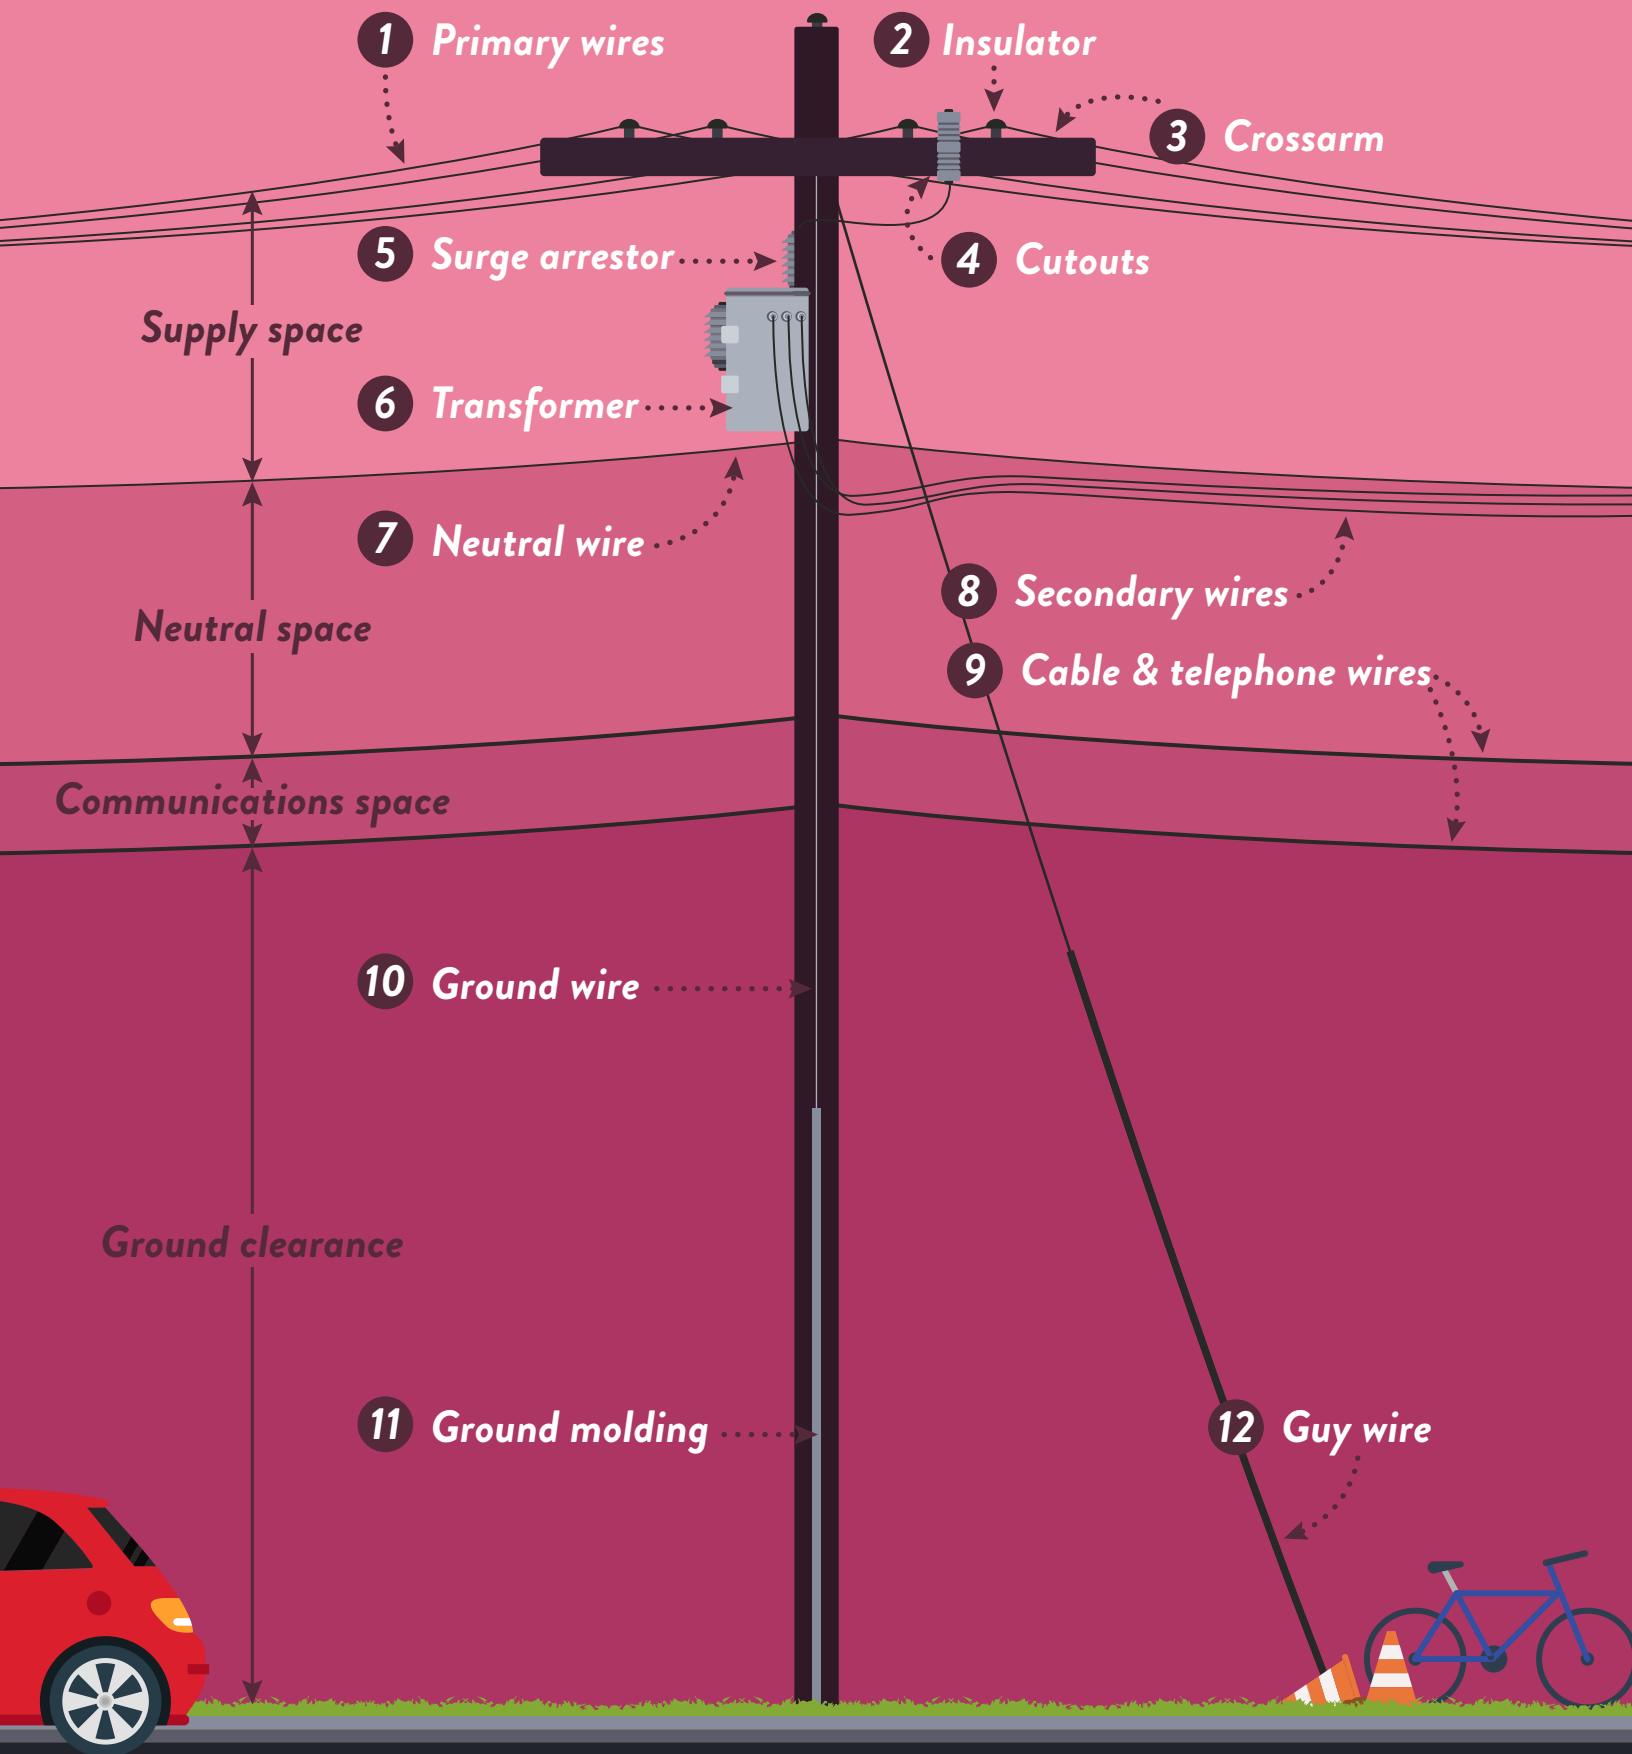 1 Primary wires
2 Insulator
3 Crossarm
5 Surge arrestor
4 Cutouts
Supply space
6 Transformer
7 Neutral wire
8 Secondary wires
Neutral space
9 Cable & telephone wires
Communications space
10 Ground wire
Ground clearance
11 Ground molding
12 Guy wire